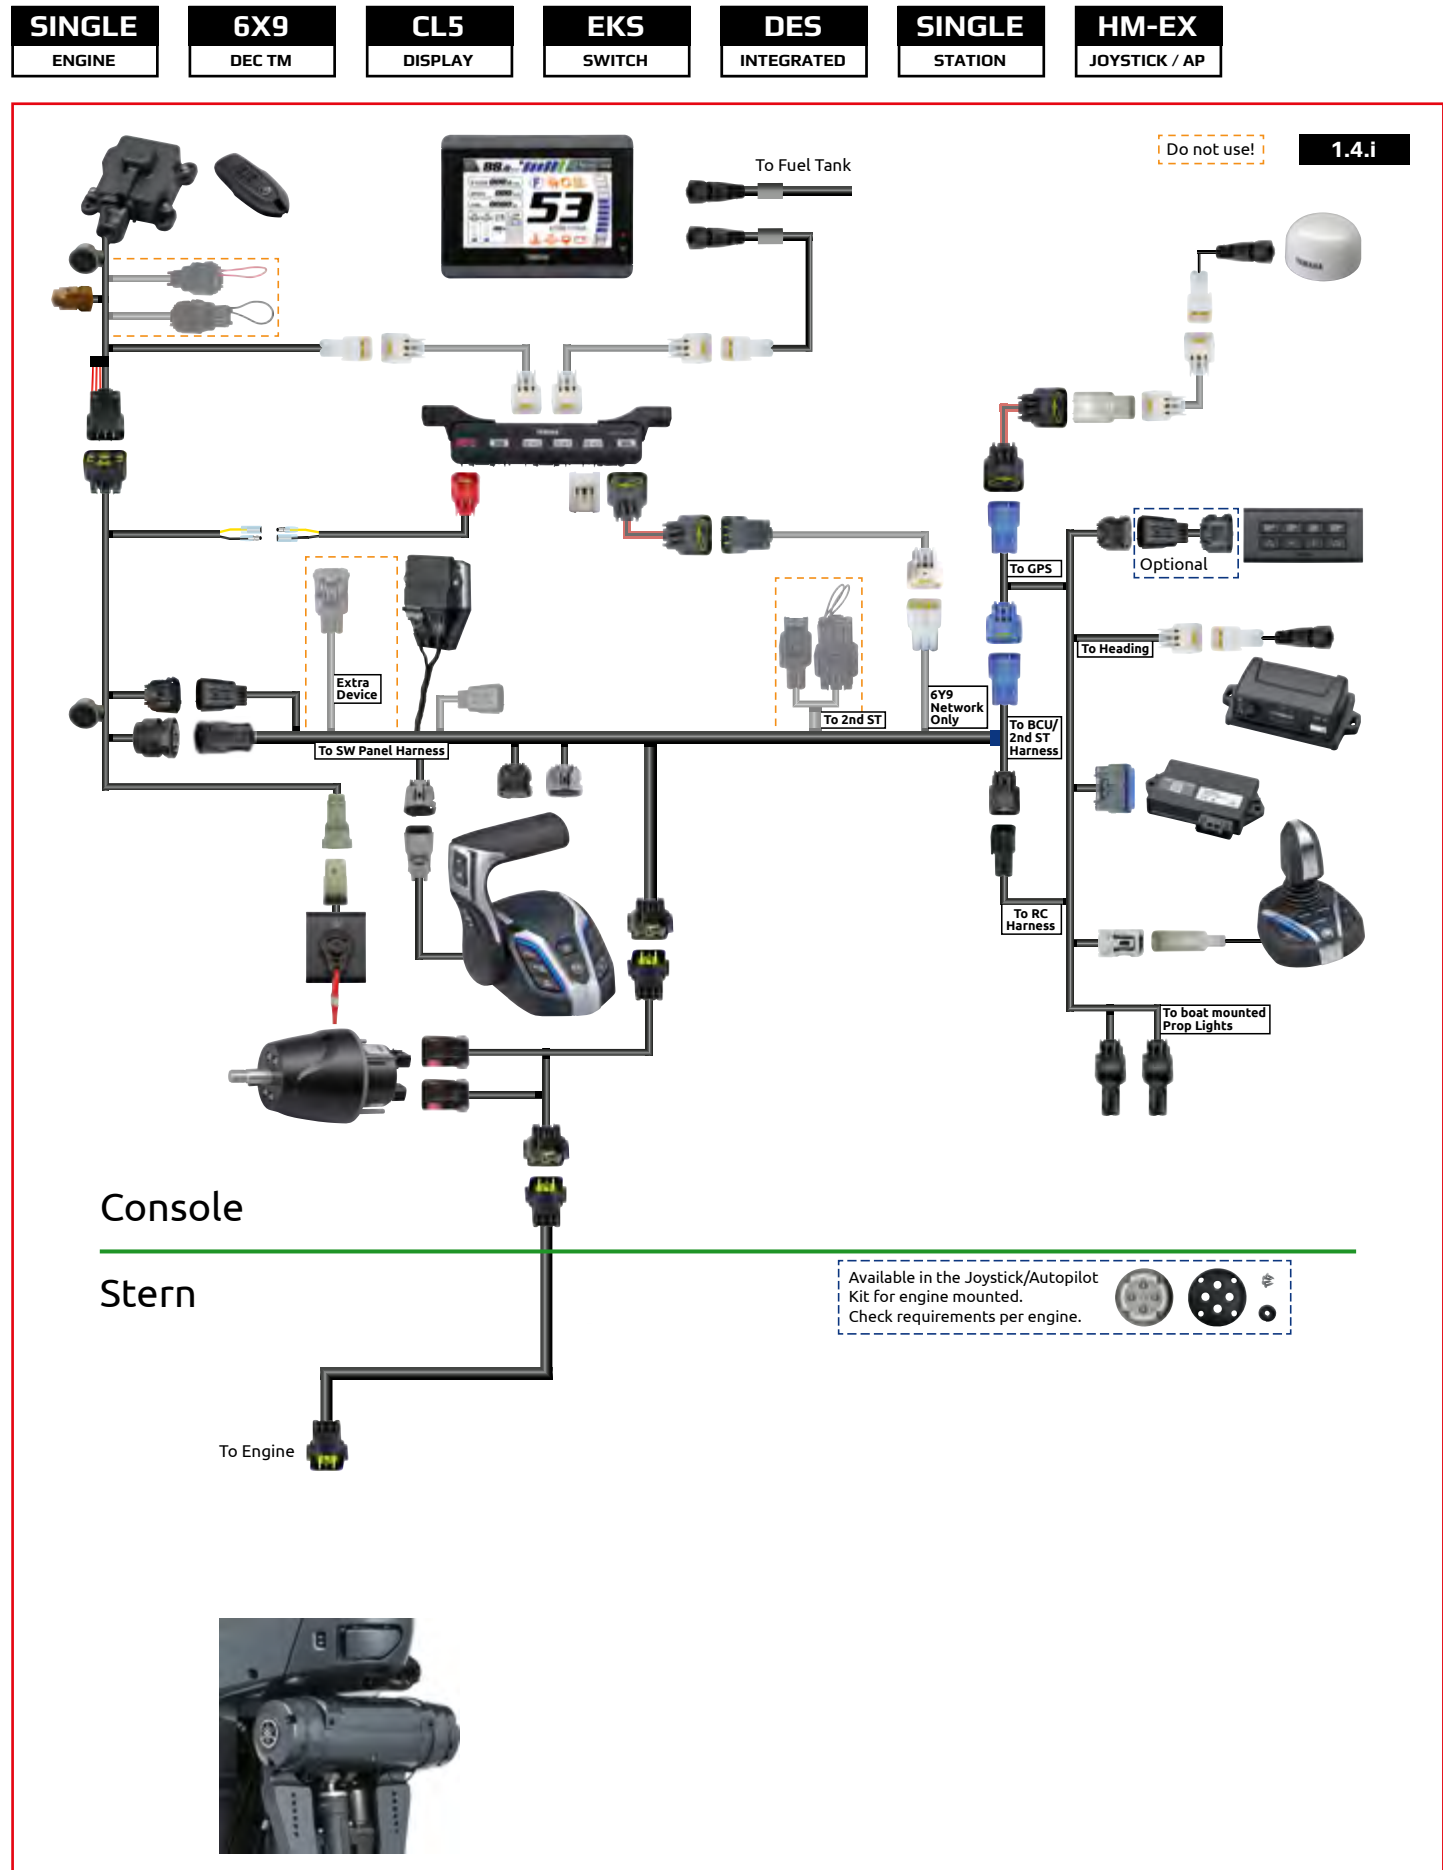 SINGLE
ENGINE
6X9
DEC TM
CL5
DISPLAY
EKS
SWITCH
DES
INTEGRATED
SINGLE
STATION
HM-EX
JOYSTICK / AP
Do not use!
1.4.i
To Fuel Tank
53
YAMAHA
To GPS
Optional
To Heading
Extra
Device
To 2nd ST
6Y9
Network
Only
To BCU/
2nd ST
Harness
To SW Panel Harness
To RC
Harness
To boat mounted
Prop Lights
Console
Stern
Available in the Joystick/Autopilot
Kit for engine mounted.
Check requirements per engine.
To Engine